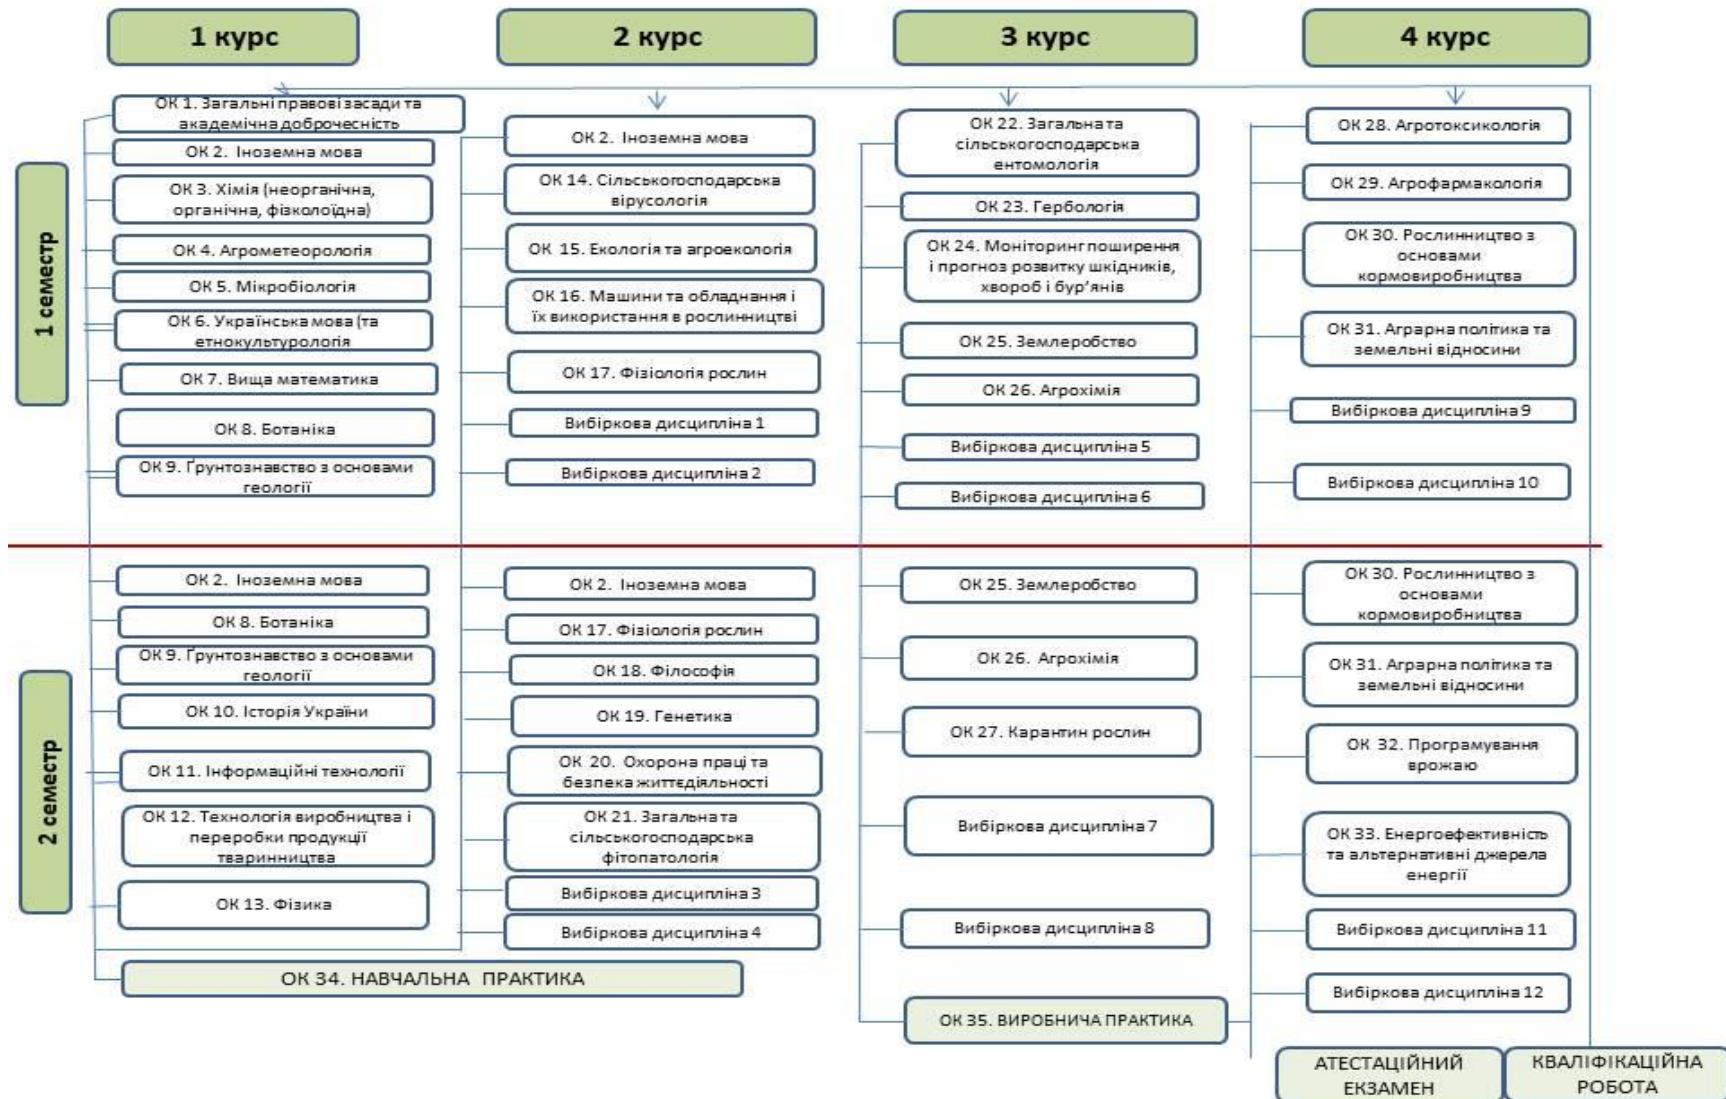 1 курс
2 курс
3 курс
4 курс
1 семестр
ОК 1. Загальні правові засади та
академічна доброчесність
ОК 2. Іноземна мова
ОК 3. Хімія (неорганічна,
органічна, фізколоїдна)
ОК 4. Агрометеорологія
ОК 5. Мікробіологія
ОК 6. Українська мова (та
етнокультурологія
ОК 7. Вища математика
ОК 8. Ботаніка
ОК 9. Ґрунтознавство з основами
геології
ОК 2. Іноземна мова
ОК 14. Сільськогосподарська
вірусологія
ОК 15. Екологія та агроекологія
ОК 16. Машини та обладнання і
їх використання в рослинництві
ОК 17. Фізіологія рослин
Вибіркова дисципліна 1
Вибіркова дисципліна 2
ОК 22. Загальна та
сільськогосподарська
ентомологія
ОК 23. Гербологія
ОК 24. Моніторинг поширення
і прогноз розвитку шкідників,
хвороб і бур’янів
ОК 25. Землеробство
ОК 26. Агрохімія
Вибіркова дисципліна 5
Вибіркова дисципліна 6
ОК 28. Агротоксикологія
ОК 29. Агрофармакологія
ОК 30. Рослинництво з
основами
кормовиробництва
ОК 31. Аграрна політика та
земельні відносини
Вибіркова дисципліна 9
Вибіркова дисципліна 10
2 семестр
ОК 2. Іноземна мова
ОК 8. Ботаніка
ОК 9. Ґрунтознавство з основами
геології
ОК 10. Історія України
ОК 11. Інформаційні технології
ОК 12. Технологія виробництва і
переробки продукції
тваринництва
ОК 13. Фізика
ОК 2. Іноземна мова
ОК 17. Фізіологія рослин
ОК 18. Філософія
ОК 19. Генетика
ОК 20. Охорона праці та
безпека життєдіяльності
ОК 21. Загальна та
сільськогосподарська
фітопатологія
Вибіркова дисципліна 3
Вибіркова дисципліна 4
ОК 34. НАВЧАЛЬНА ПРАКТИКА
ОК 25. Землеробство
ОК 26. Агрохімія
ОК 27. Карантин рослин
Вибіркова дисципліна 7
Вибіркова дисципліна 8
ОК 35. ВИРОБНИЧА ПРАКТИКА
ОК 30. Рослинництво з
основами
кормовиробництва
ОК 31. Аграрна політика та
земельні відносини
ОК 32. Програмування
врожаю
ОК 33. Енергоефективність
та альтернативні джерела
енергії
Вибіркова дисципліна 11
Вибіркова дисципліна 12
АТЕСТАЦІЙНИЙ
ЕКЗАМЕН
КВАЛІФІКАЦІЙНА
РОБОТА